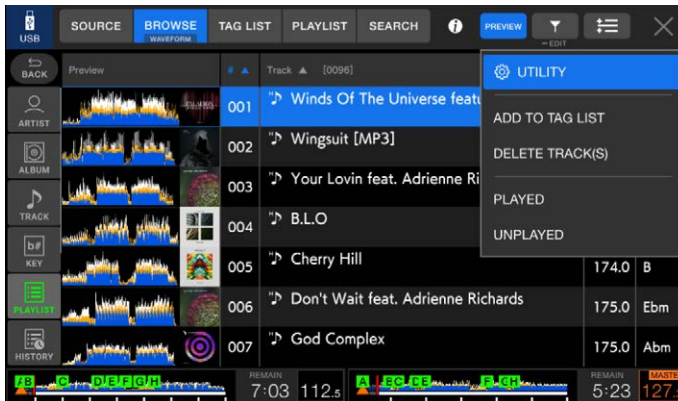 USB
SOURCE
BROWSE
WAVEFORM
TAG LIST
PLAYLIST
SEARCH
i
PREVIEW
EDIT
BACK
Preview
# ▲ Track ▲ [0096]
UTILITY
ADD TO TAG LIST
DELETE TRACK(S)
PLAYED
UNPLAYED
ARTIST
ALBUM
TRACK
b#
KEY
PLAYLIST
HISTORY
001 Winds Of The Universe featu
002 Wingsuit [MP3]
003 Your Lovin feat. Adrienne Ri
004 B.L.O
005 Cherry Hill 174.0 B
006 Don't Wait feat. Adrienne Richards 175.0 Ebm
007 God Complex 175.0 Abm
A B C D E F G H
REMAIN
7:03 112.5
A
REMAIN
5:23
MASTE
127.